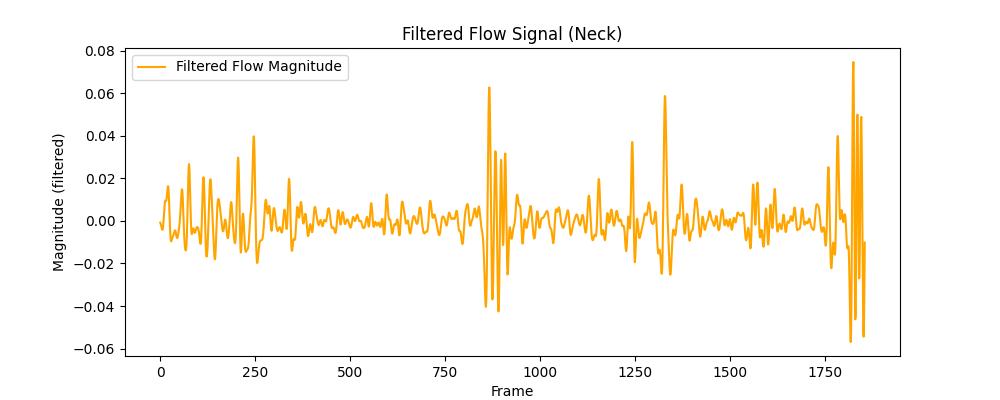 Filtered Flow Signal (Neck)
Filtered Flow Magnitude
Magnitude (filtered)
0.08
0.06
0.04
0.02
0.00
−0.02
−0.04
−0.06
0 250 500 750 1000 1250 1500 1750
Frame